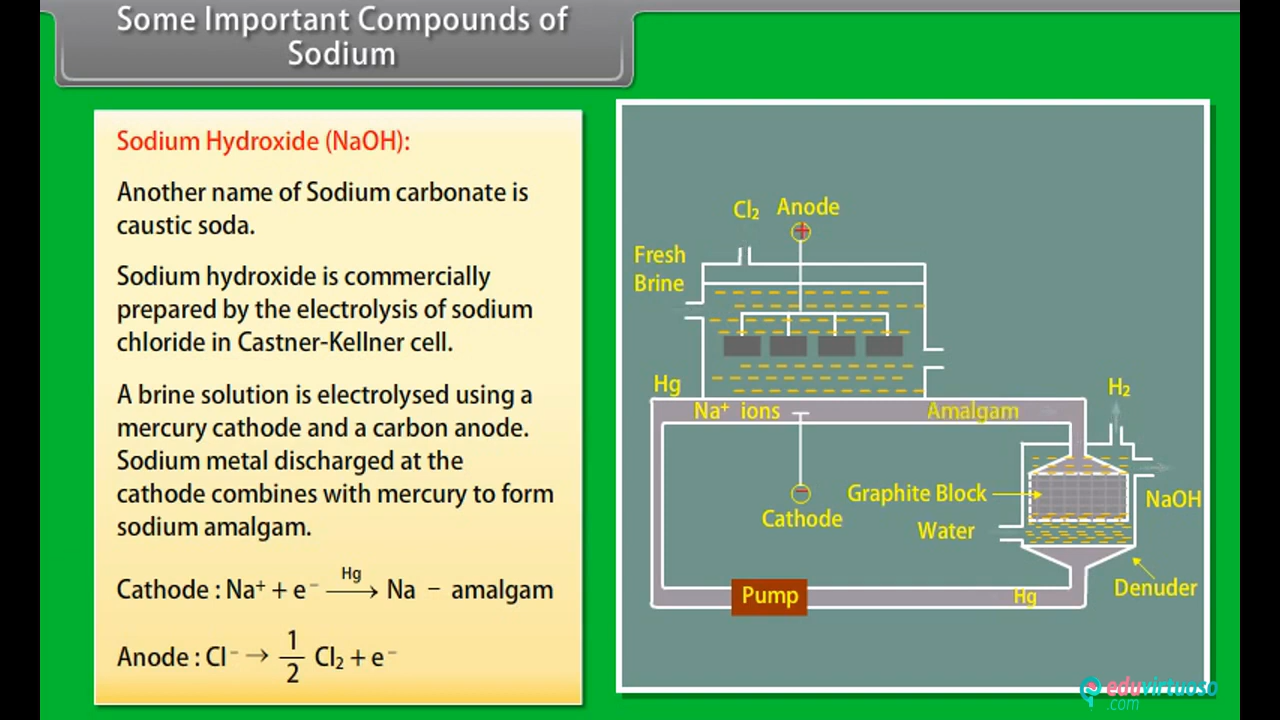 Some Important Compounds of
Sodium
Sodium Hydroxide (NaOH):
Another name of Sodium carbonate is
caustic soda.
Sodium hydroxide is commercially
prepared by the electrolysis of sodium
chloride in Castner-Kellner cell.
A brine solution is electrolysed using a
mercury cathode and a carbon anode.
Sodium metal discharged at the
cathode combines with mercury to form
sodium amalgam.
Cathode : Na⁺ + e⁻ —Hg→ Na – amalgam
Anode : Cl⁻ → 1/2 Cl₂ + e⁻
Cl₂ Anode
+
Fresh
Brine
Hg
Na⁺ ions
Amalgam
H₂
–
Cathode
Graphite Block
NaOH
Water
Denuder
Pump
Hg
eduvirtuoso
.com